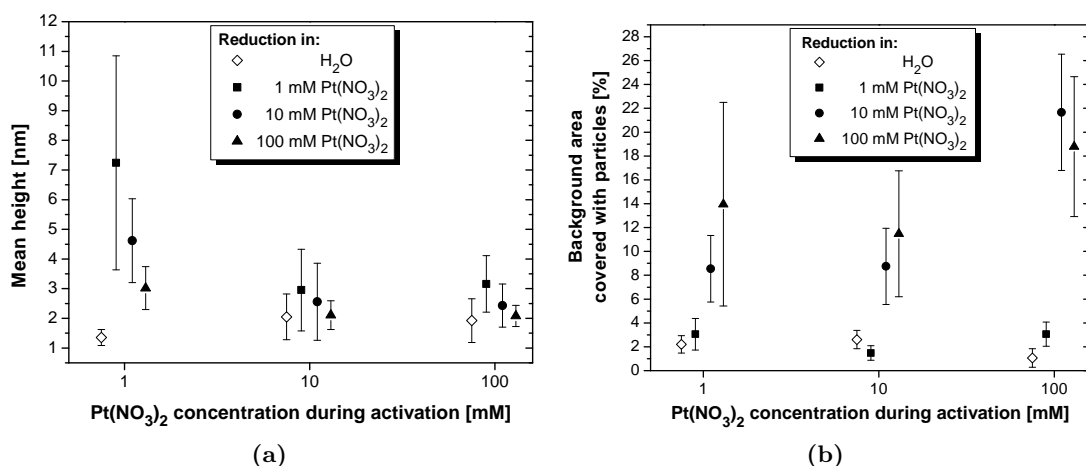 12
11
10
9
8
7
6
5
4
3
2
1
Mean height [nm]
Reduction in:
H₂O
1 mM Pt(NO₃)₂
10 mM Pt(NO₃)₂
100 mM Pt(NO₃)₂
1 10 100
Pt(NO₃)₂ concentration during activation [mM]
(a)
28
26
24
22
20
18
16
14
12
10
8
6
4
2
0
Background area
covered with particles [%]
Reduction in:
H₂O
1 mM Pt(NO₃)₂
10 mM Pt(NO₃)₂
100 mM Pt(NO₃)₂
1 10 100
Pt(NO₃)₂ concentration during activation [mM]
(b)